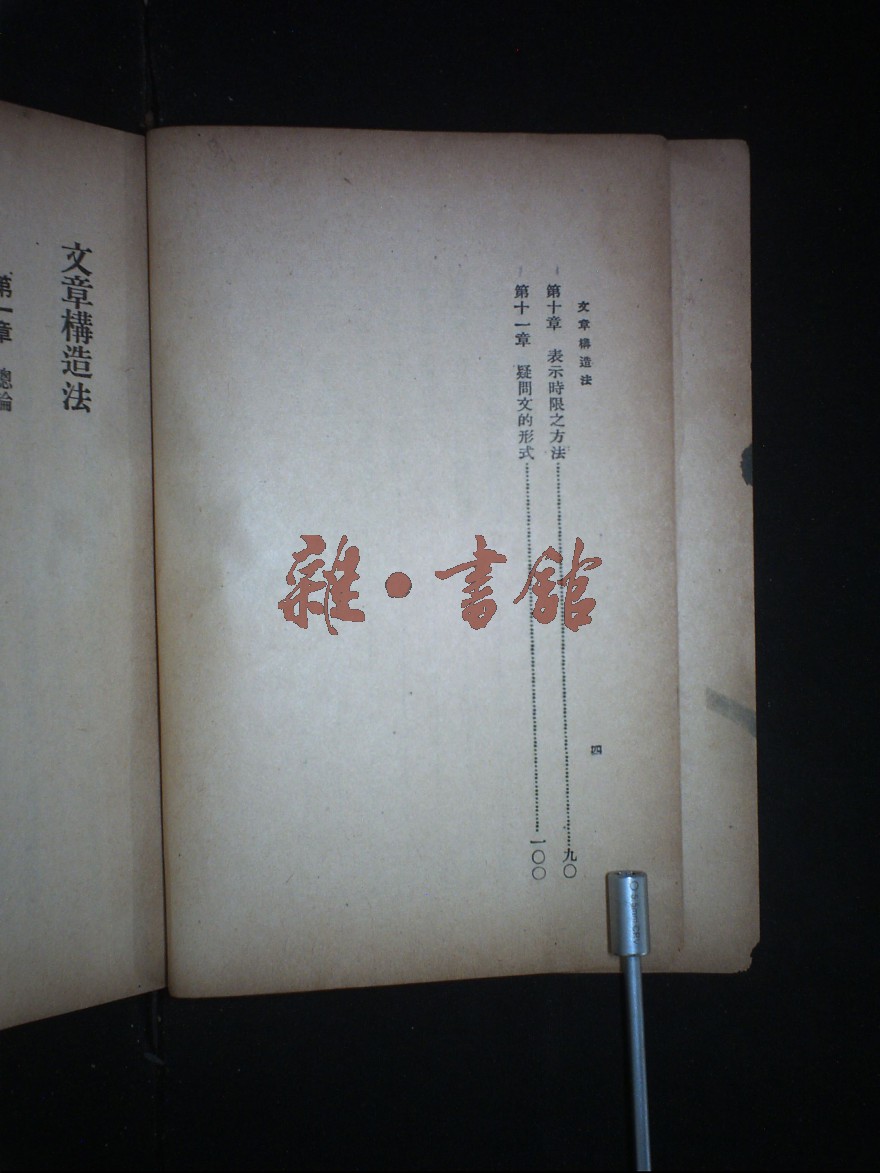 文章構造法
第十章　表示時限之方法……九〇
第十一章　疑問文的形式……一〇〇
四
文章構造法
第一章　總論
雜•書館